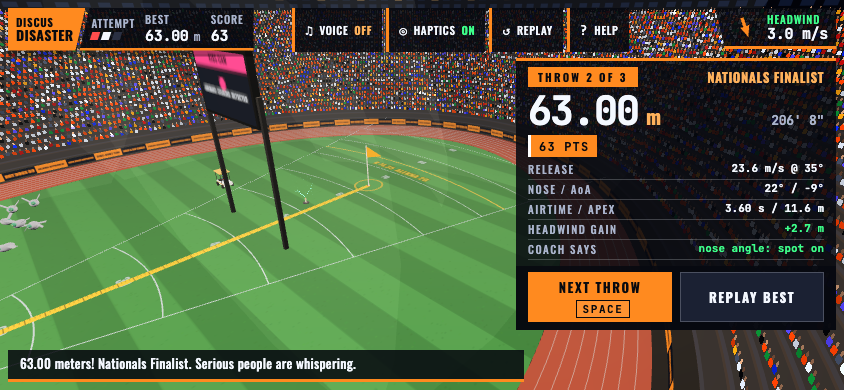 DISCUS
DISASTER
ATTEMPT
BEST
63.00 m
SCORE
63
♫ VOICE OFF
◎ HAPTICS ON
↺ REPLAY
? HELP
HEADWIND
3.0 m/s
THROW 2 OF 3
NATIONALS FINALIST
63.00 m
206' 8"
63 PTS
RELEASE
23.6 m/s @ 35°
NOSE / AoA
22° / -9°
AIRTIME / APEX
3.60 s / 11.6 m
HEADWIND GAIN
+2.7 m
COACH SAYS
nose angle: spot on
NEXT THROW
SPACE
REPLAY BEST
63.00 meters! Nationals Finalist. Serious people are whispering.